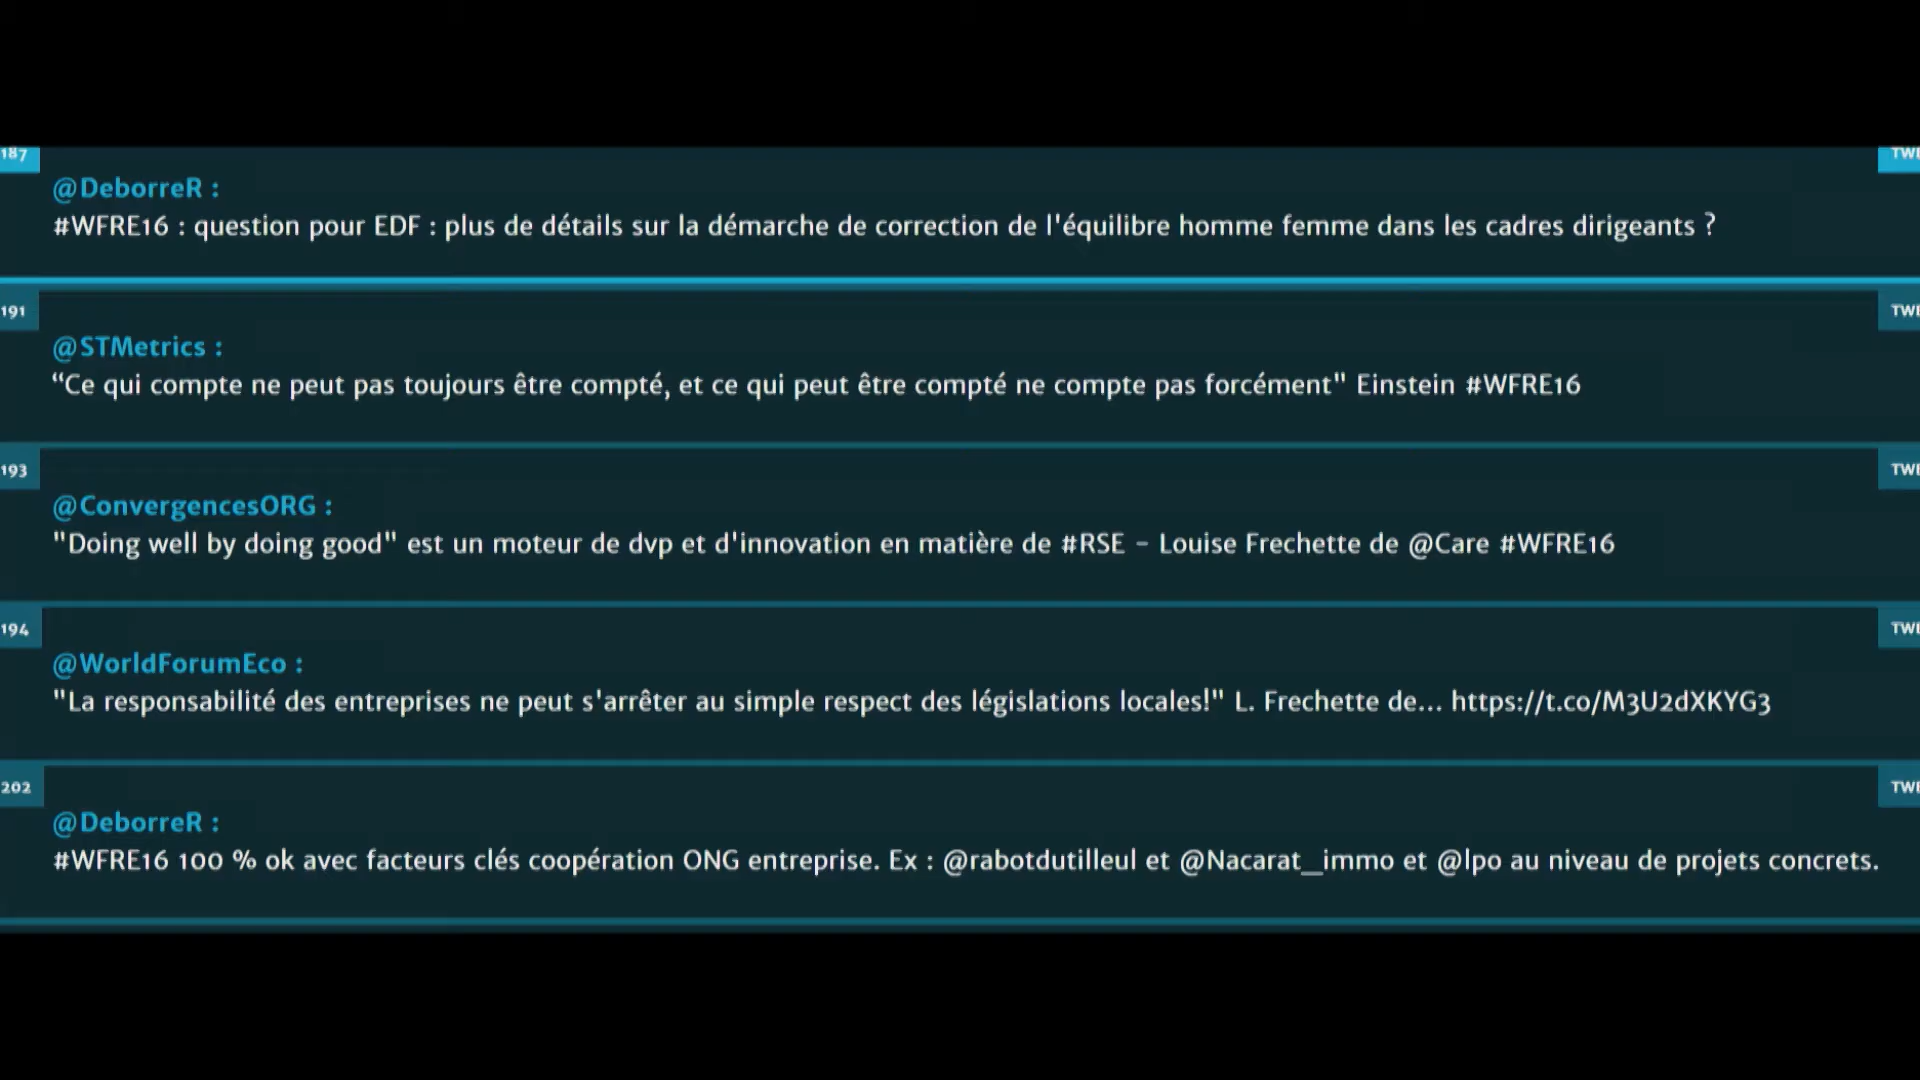 187
@DeborreR :
#WFRE16 : question pour EDF : plus de détails sur la démarche de correction de l'équilibre homme femme dans les cadres dirigeants ?
191
@STMetrics :
“Ce qui compte ne peut pas toujours être compté, et ce qui peut être compté ne compte pas forcément" Einstein #WFRE16
193
@ConvergencesORG :
"Doing well by doing good" est un moteur de dvp et d'innovation en matière de #RSE - Louise Frechette de @Care #WFRE16
194
@WorldForumEco :
"La responsabilité des entreprises ne peut s'arrêter au simple respect des législations locales!" L. Frechette de... https://t.co/M3U2dXKYG3
202
@DeborreR :
#WFRE16 100 % ok avec facteurs clés coopération ONG entreprise. Ex : @rabotdutilleul et @Nacarat_immo et @lpo au niveau de projets concrets.